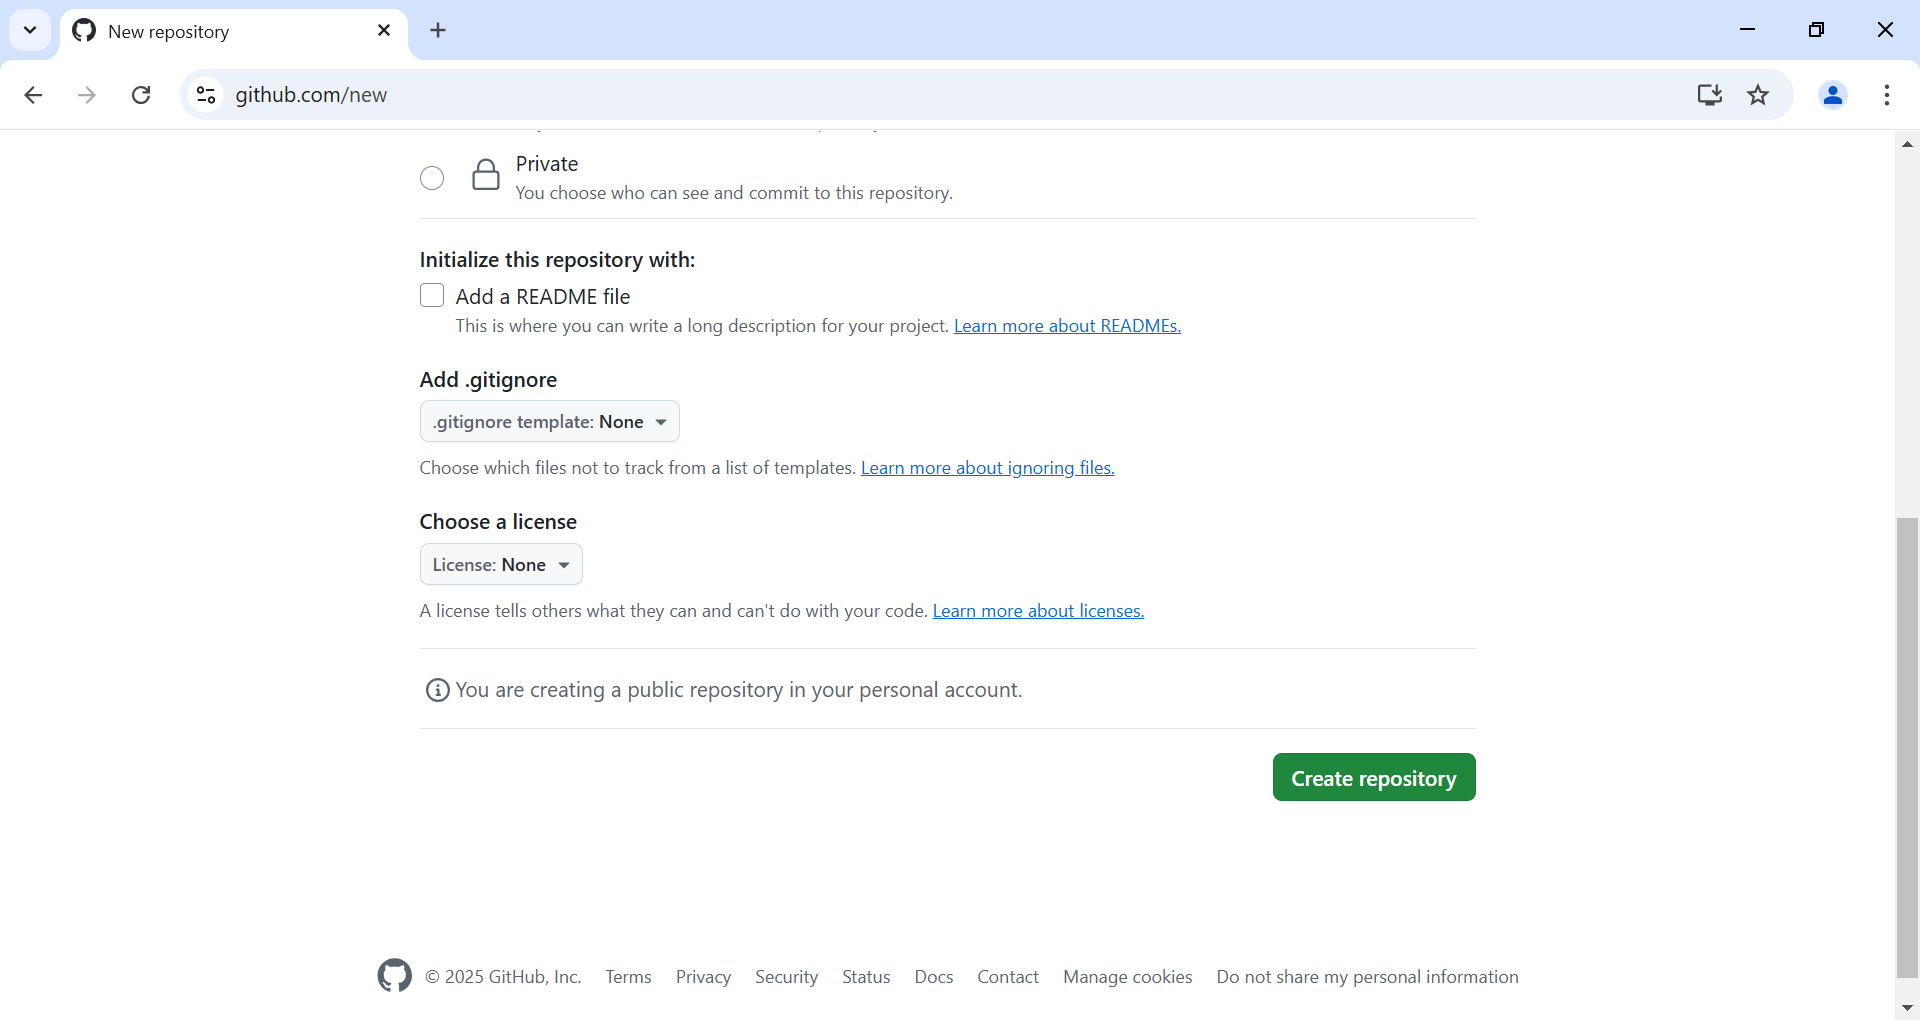 New repository
github.com/new
Private
You choose who can see and commit to this repository.
Initialize this repository with:
Add a README file
This is where you can write a long description for your project. Learn more about READMEs.
Add .gitignore
.gitignore template: None
Choose which files not to track from a list of templates. Learn more about ignoring files.
Choose a license
License: None
A license tells others what they can and can't do with your code. Learn more about licenses.
You are creating a public repository in your personal account.
Create repository
© 2025 GitHub, Inc. Terms Privacy Security Status Docs Contact Manage cookies Do not share my personal information